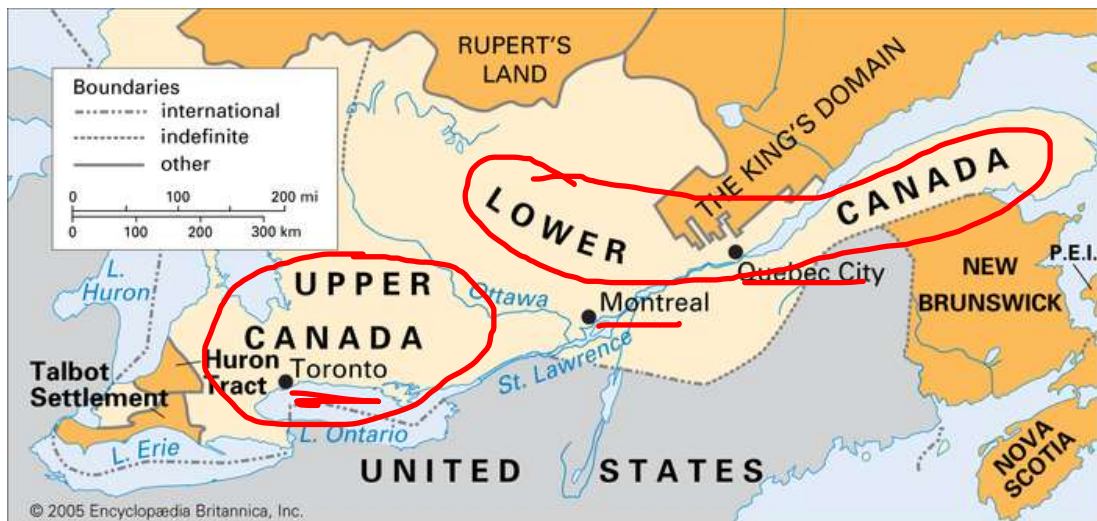 RUPERT'S
LAND
Boundaries
international
indefinite
other
0 100 200 mi
0 100 200 300 km
THE KING'S DOMAIN
LOWER CANADA
Quebec City
NEW
BRUNSWICK
P.E.I.
L.
Huron
UPPER
CANADA
Ottawa
Montreal
St. Lawrence
Huron
Tract
Toronto
Talbot
Settlement
L. Ontario
L. Erie
UNITED STATES
NOVA
SCOTIA
© 2005 Encyclopædia Britannica, Inc.